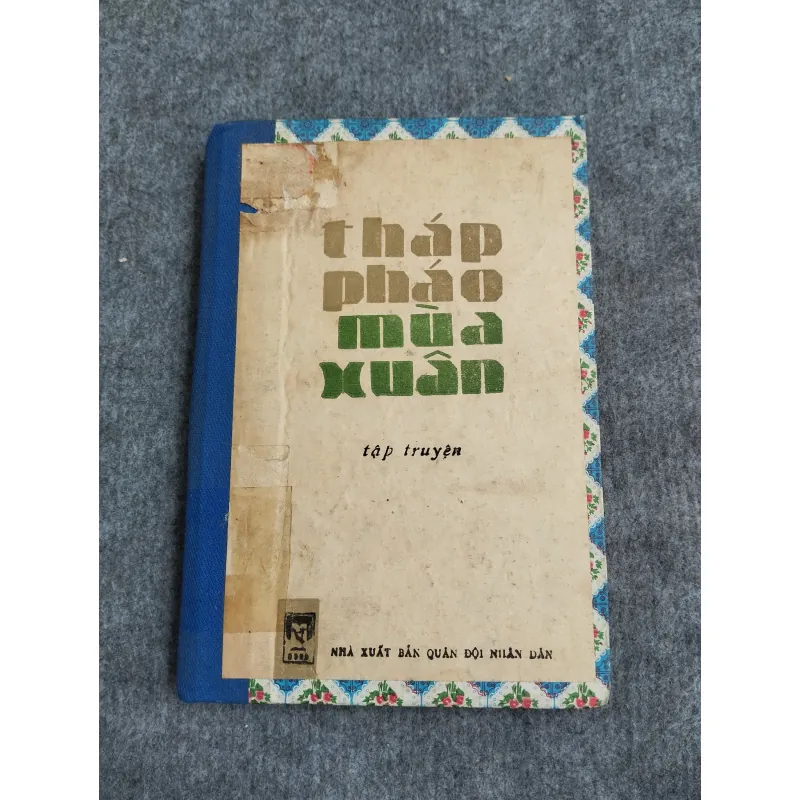 tháp
pháo
mùa
xuân
tập truyện
NHÀ XUẤT BẢN QUÂN ĐỘI NHÂN DÂN